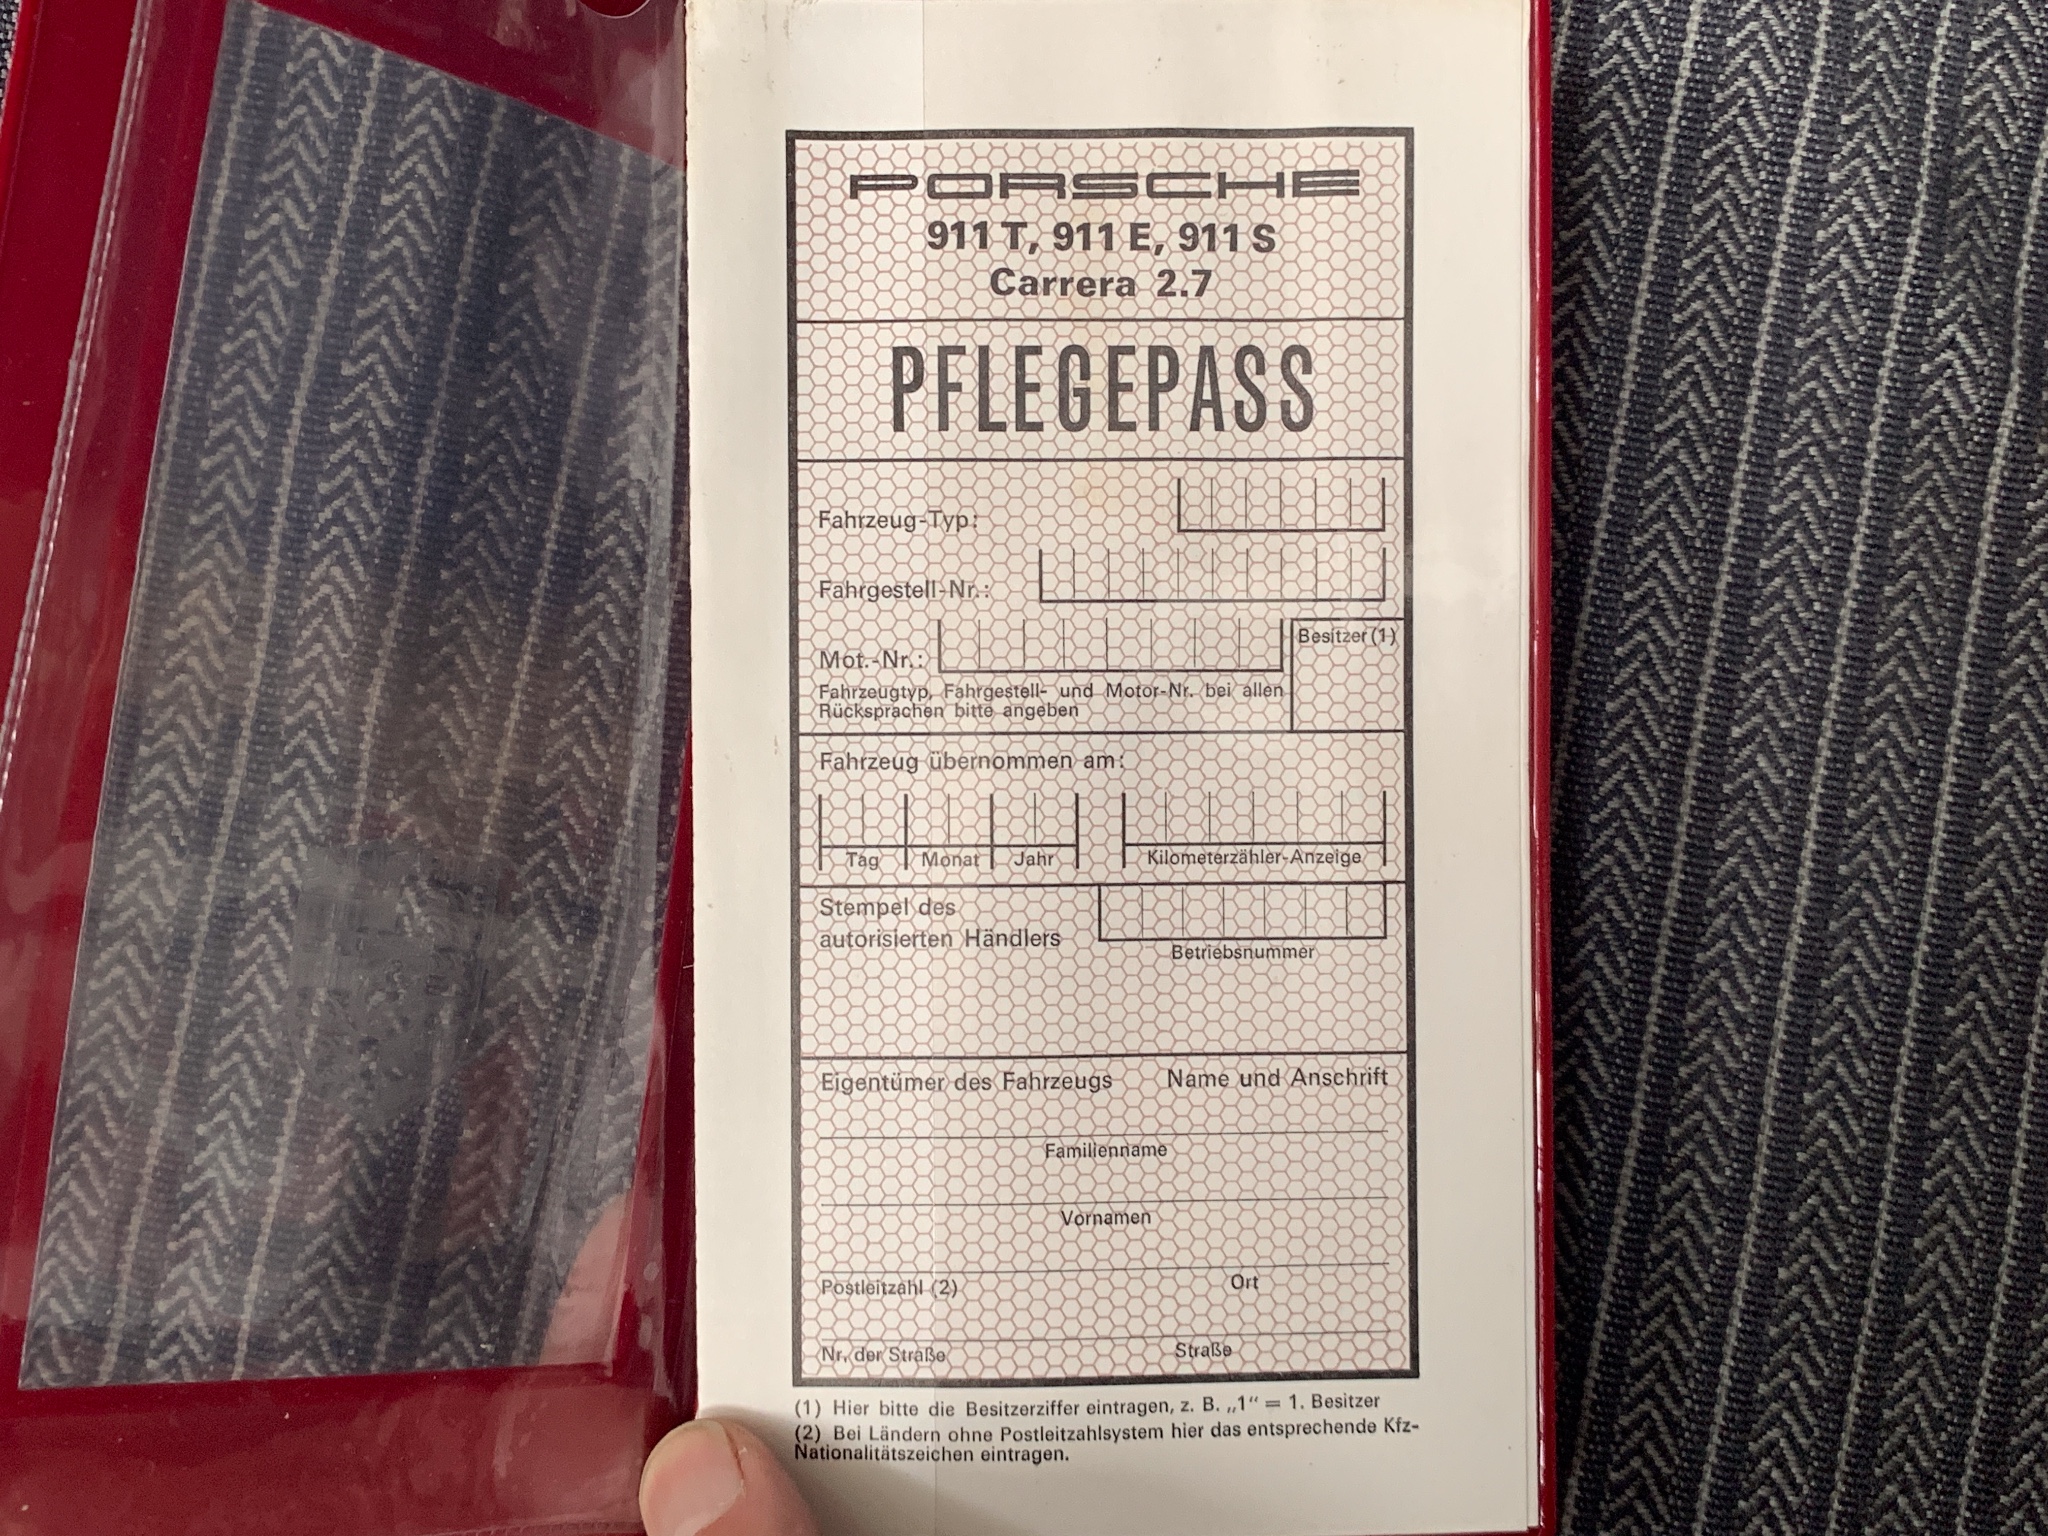 PORSCHE
911 T, 911 E, 911 S
Carrera 2.7
PFLEGEPASS
Fahrzeug-Typ:
Fahrgestell-Nr.:
Mot.-Nr.:
Besitzer (1)
Fahrzeugtyp, Fahrgestell- und Motor-Nr. bei allen
Rücksprachen bitte angeben
Fahrzeug übernommen am:
Tag Monat Jahr Kilometerzähler-Anzeige
Stempel des
autorisierten Händlers
Betriebsnummer
Eigentümer des Fahrzeugs Name und Anschrift
Familienname
Vornamen
Postleitzahl (2) Ort
Nr. der Straße Straße
(1) Hier bitte die Besitzerziffer eintragen, z. B. „1“ = 1. Besitzer
(2) Bei Ländern ohne Postleitzahlsystem hier das entsprechende Kfz-
Nationalitätszeichen eintragen.